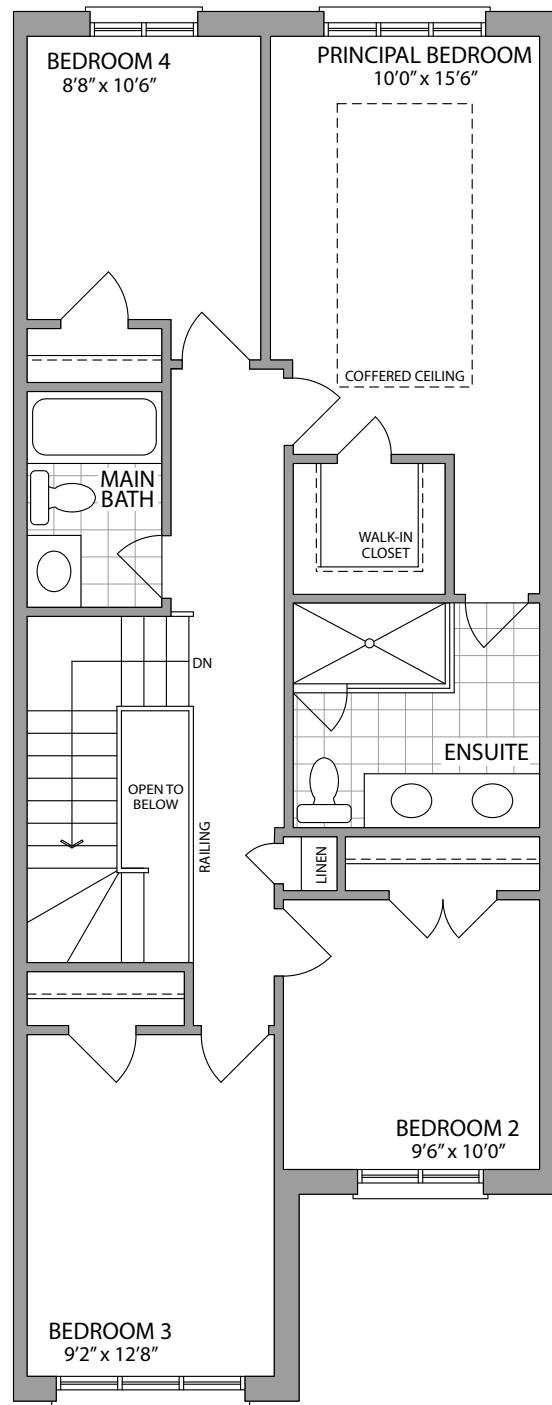 BEDROOM 4
8’8” x 10’6”
PRINCIPAL BEDROOM
10’0” x 15’6”
COFFERED CEILING
MAIN
BATH
WALK-IN
CLOSET
DN
ENSUITE
OPEN TO
BELOW
RAILING
LINEN
BEDROOM 2
9’6” x 10’0”
BEDROOM 3
9’2” x 12’8”